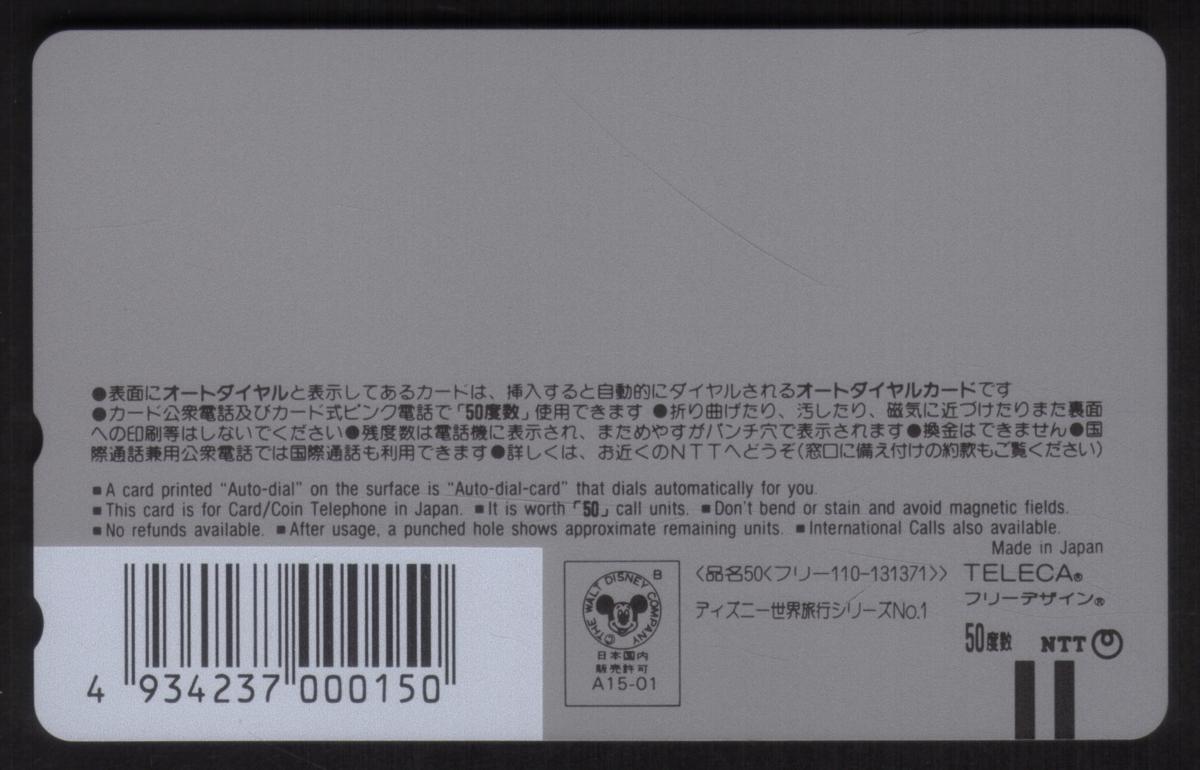 ●表面にオートダイヤルと表示してあるカードは、挿入すると自動的にダイヤルされるオートダイヤルカードです
●カード公衆電話及びカード式ピンク電話で「50度数」使用できます ●折り曲げたり、汚したり、磁気に近づけたりまた裏面
への印刷等はしないでください●残度数は電話機に表示され、まためやすがパンチ穴で表示されます●換金はできません●国
際通話兼用公衆電話では国際通話も利用できます●詳しくは、お近くのNTTへどうぞ(窓口に備え付けの約款もご覧ください)
■A card printed "Auto-dial" on the surface is "Auto-dial-card" that dials automatically for you.
■This card is for Card/Coin Telephone in Japan. ■It is worth「50」call units. ■Don't bend or stain and avoid magnetic fields.
■No refunds available. ■After usage, a punched hole shows approximate remaining units. ■International Calls also available.
Made in Japan
4 934237 000150
B
©THE WALT DISNEY COMPANY
日本国内
販売許可
A15-01
〈品名50〈フリー110-131371〉〉
ディズニー世界旅行シリーズNo.1
TELECA®
フリーデザイン®
50度数 NTT